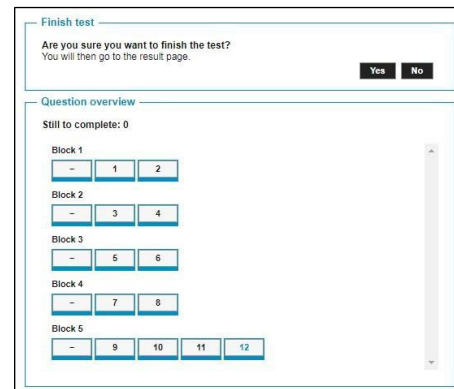 Finish test
Are you sure you want to finish the test?
You will then go to the result page.
Yes No
Question overview
Still to complete: 0
Block 1
– 1 2
Block 2
– 3 4
Block 3
– 5 6
Block 4
– 7 8
Block 5
– 9 10 11 12